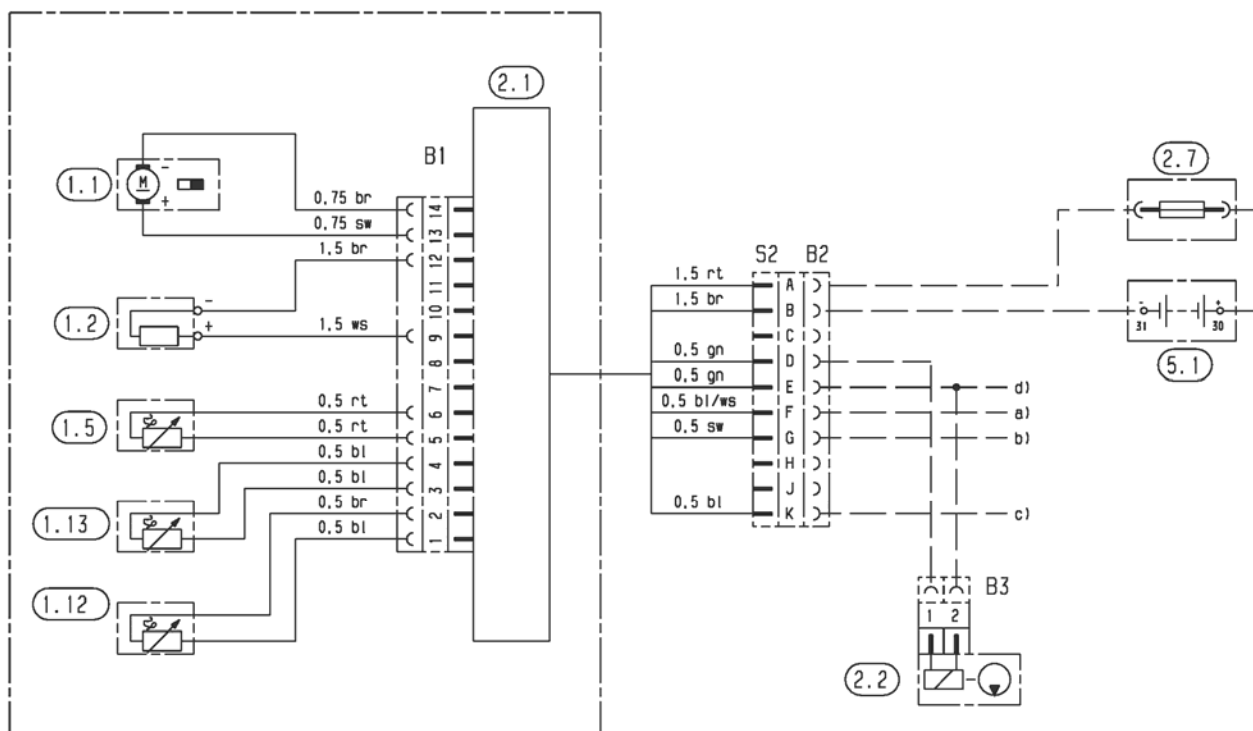 2.1
B1
1.1
M
-
+
0,75 br
14
0,75 sw
13
1,5 br
12
11
10
1.2
-
+
1,5 ws
9
8
7
1.5
0,5 rt
6
0,5 rt
5
1.13
0,5 bl
4
0,5 bl
3
1.12
0,5 br
2
0,5 bl
1
S2 B2
1,5 rt
A
1,5 br
B
C
0,5 gn
D
0,5 gn
E
d)
0,5 bl/ws
F
a)
0,5 sw
G
b)
H
J
0,5 bl
K
c)
2.7
- +
31 30
5.1
B3
1 2
2.2